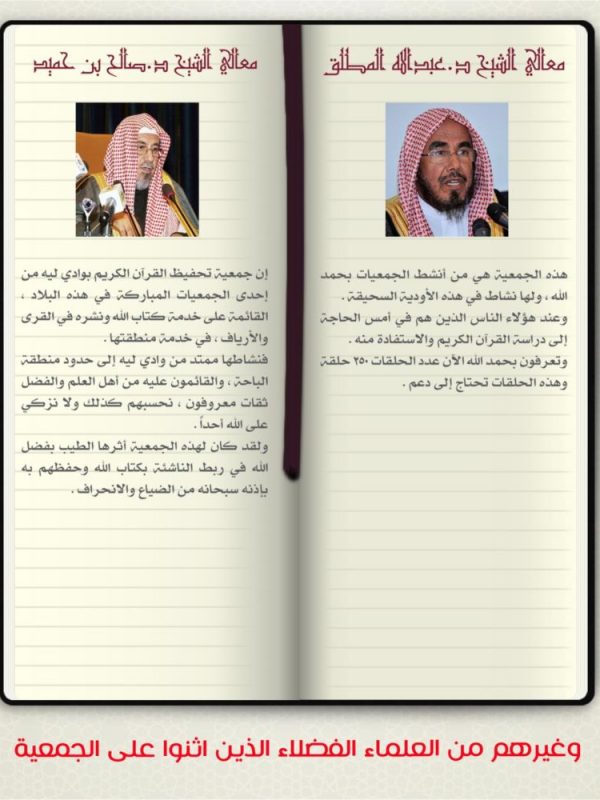 معالي الشيخ د.عبدالله المطلق
هذه الجمعية هي من أنشط الجمعيات بحمد
الله ، ولها نشاط في هذه الأودية السحيقة .
وعند هؤلاء الناس الذين هم في أمس الحاجة
إلى دراسة القرآن الكريم والاستفادة منه .
وتعرفون بحمد الله الآن عدد الحلقات ٢٥٠ حلقة
وهذه الحلقات تحتاج إلى دعم .
معالي الشيخ د.صالح بن حميد
إن جمعية تحفيظ القرآن الكريم بوادي ليه من
إحدى الجمعيات المباركة في هذه البلاد ،
القائمة على خدمة كتاب الله ونشره في القرى
والأرياف ، في خدمة منطقتها .
فنشاطها ممتد من وادي ليه إلى حدود منطقة
الباحة ، والقائمون عليه من أهل العلم والفضل
ثقات معروفون ، نحسبهم كذلك ولا نزكي
على الله أحداً .
ولقد كان لهذه الجمعية أثرها الطيب بفضل
الله في ربط الناشئة بكتاب الله وحفظهم به
بإذنه سبحانه من الضياع والانحراف .
وغيرهم من العلماء الفضلاء الذين اثنوا على الجمعية